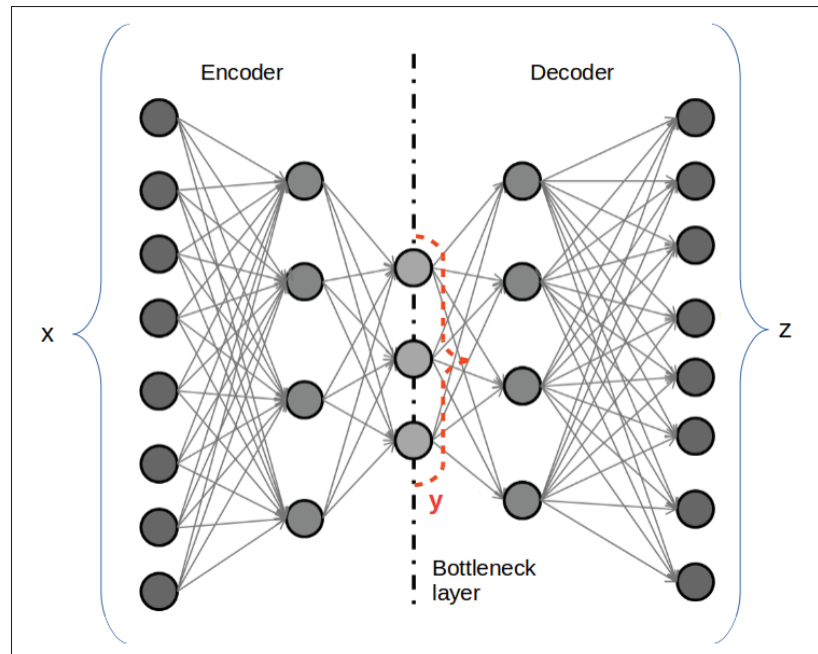 Encoder
Decoder
x
z
y
Bottleneck
layer